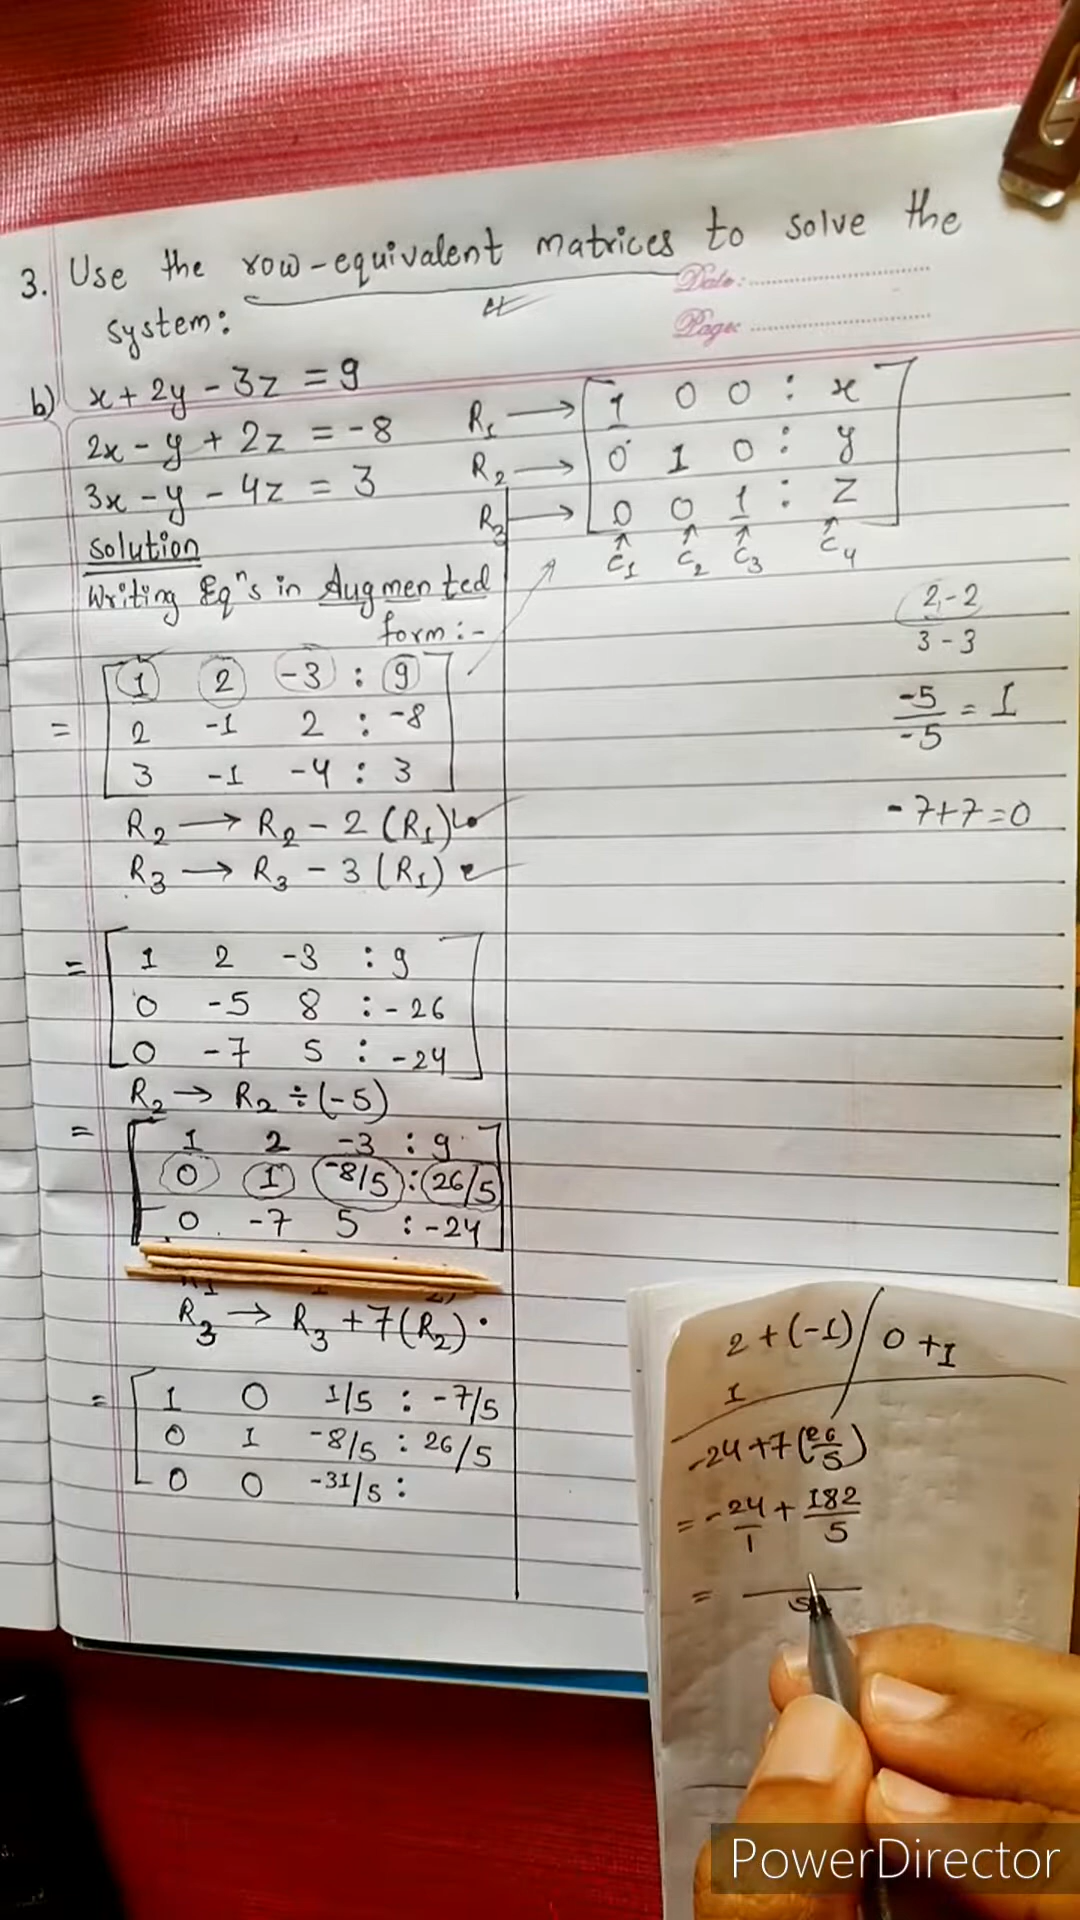 3. Use the row-equivalent matrices to solve the
Date:
system:
Page:
b) x + 2y - 3z = 9
2x - y + 2z = -8
3x - y - 4z = 3
R₁ → [ 1 0 0 : x ]
R₂ → 0 1 0 : y
R₃ → 0 0 1 : z
C₁ C₂ C₃ C₄
Solution
Writing Eqⁿ's in Augmented
form:-
1 2 -3 : 9
= 2 -1 2 : -8
3 -1 -4 : 3
R₂ → R₂ - 2 (R₁)
R₃ → R₃ - 3 (R₁)
2-2
3-3
-5/-5 = 1
-7+7=0
1 2 -3 : 9
= 0 -5 8 : -26
0 -7 5 : -24
R₂ → R₂ ÷ (-5)
= 1 2 -3 : 9
0 1 -8/5 : 26/5
0 -7 5 : -24
R₃ → R₃ + 7(R₂)
= 1 0 1/5 : -7/5
0 1 -8/5 : 26/5
0 0 -31/5 :
2 + (-1) / 0 + 1
1
-24 + 7 (26/5)
= -24/1 + 182/5
= /5
PowerDirector